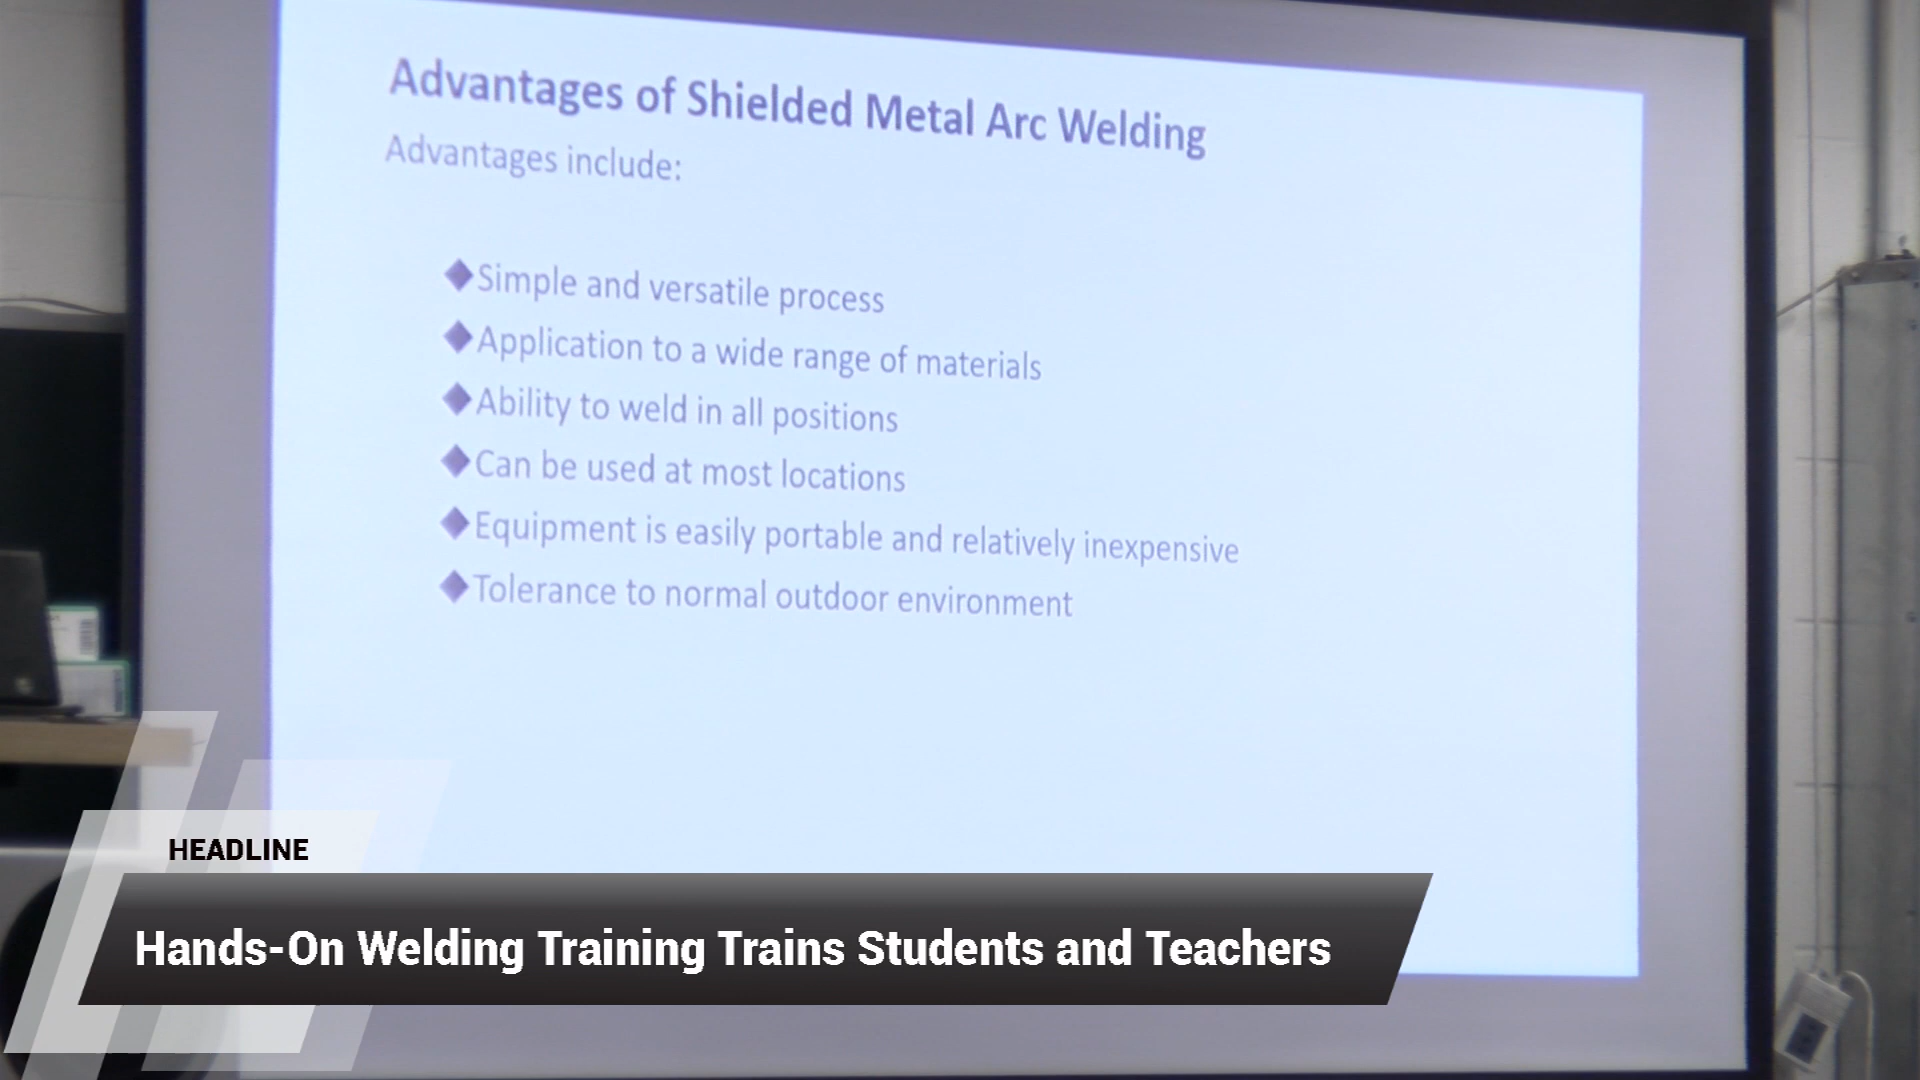 Advantages of Shielded Metal Arc Welding
Advantages include:
Simple and versatile process
Application to a wide range of materials
Ability to weld in all positions
Can be used at most locations
Equipment is easily portable and relatively inexpensive
Tolerance to normal outdoor environment
HEADLINE
Hands-On Welding Training Trains Students and Teachers